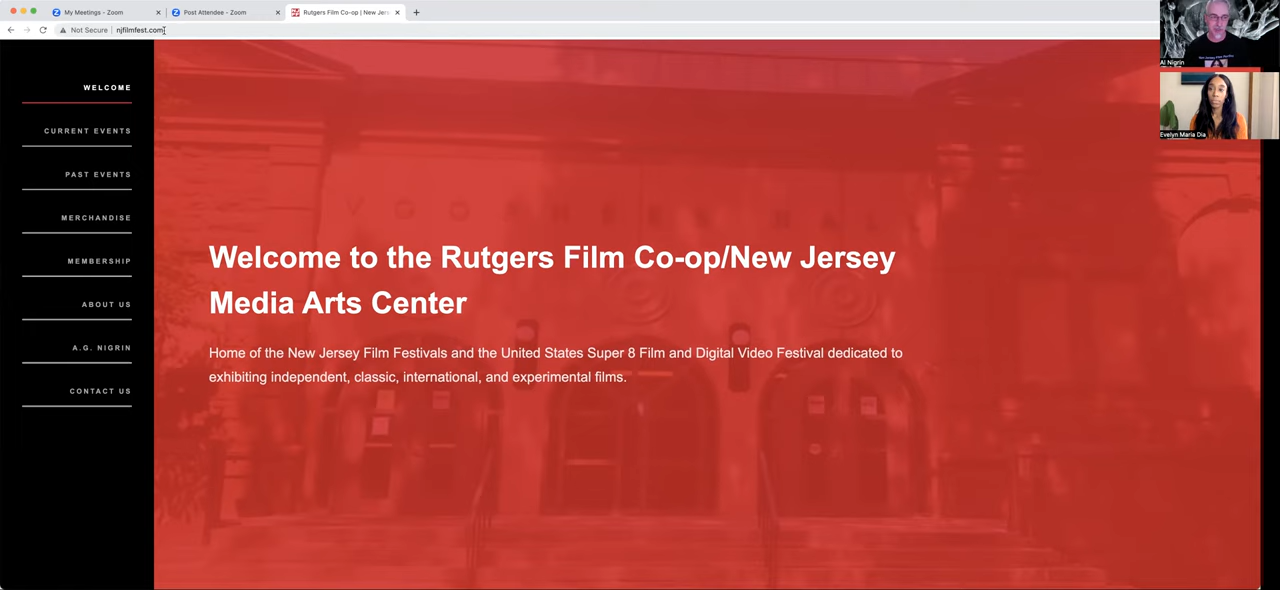 My Meetings - Zoom
Post Attendee - Zoom
Rutgers Film Co-op | New Jer
Not Secure | njfilmfest.com
Al Nigrin
Evelyn Maria Dia
WELCOME
CURRENT EVENTS
PAST EVENTS
MERCHANDISE
MEMBERSHIP
ABOUT US
A.G. NIGRIN
CONTACT US
VOORHEES HALL
Welcome to the Rutgers Film Co-op/New Jersey
Media Arts Center
Home of the New Jersey Film Festivals and the United States Super 8 Film and Digital Video Festival dedicated to
exhibiting independent, classic, international, and experimental films.